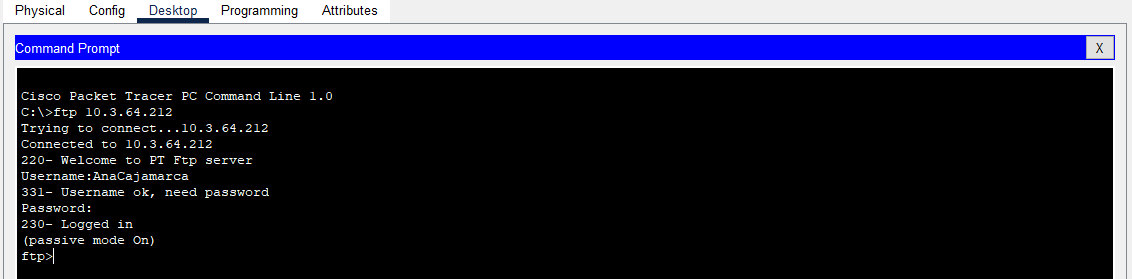 Physical Config Desktop Programming Attributes
Command Prompt X
Cisco Packet Tracer PC Command Line 1.0
C:\>ftp 10.3.64.212
Trying to connect...10.3.64.212
Connected to 10.3.64.212
220- Welcome to PT Ftp server
Username:AnaCajamarca
331- Username ok, need password
Password:
230- Logged in
(passive mode On)
ftp>